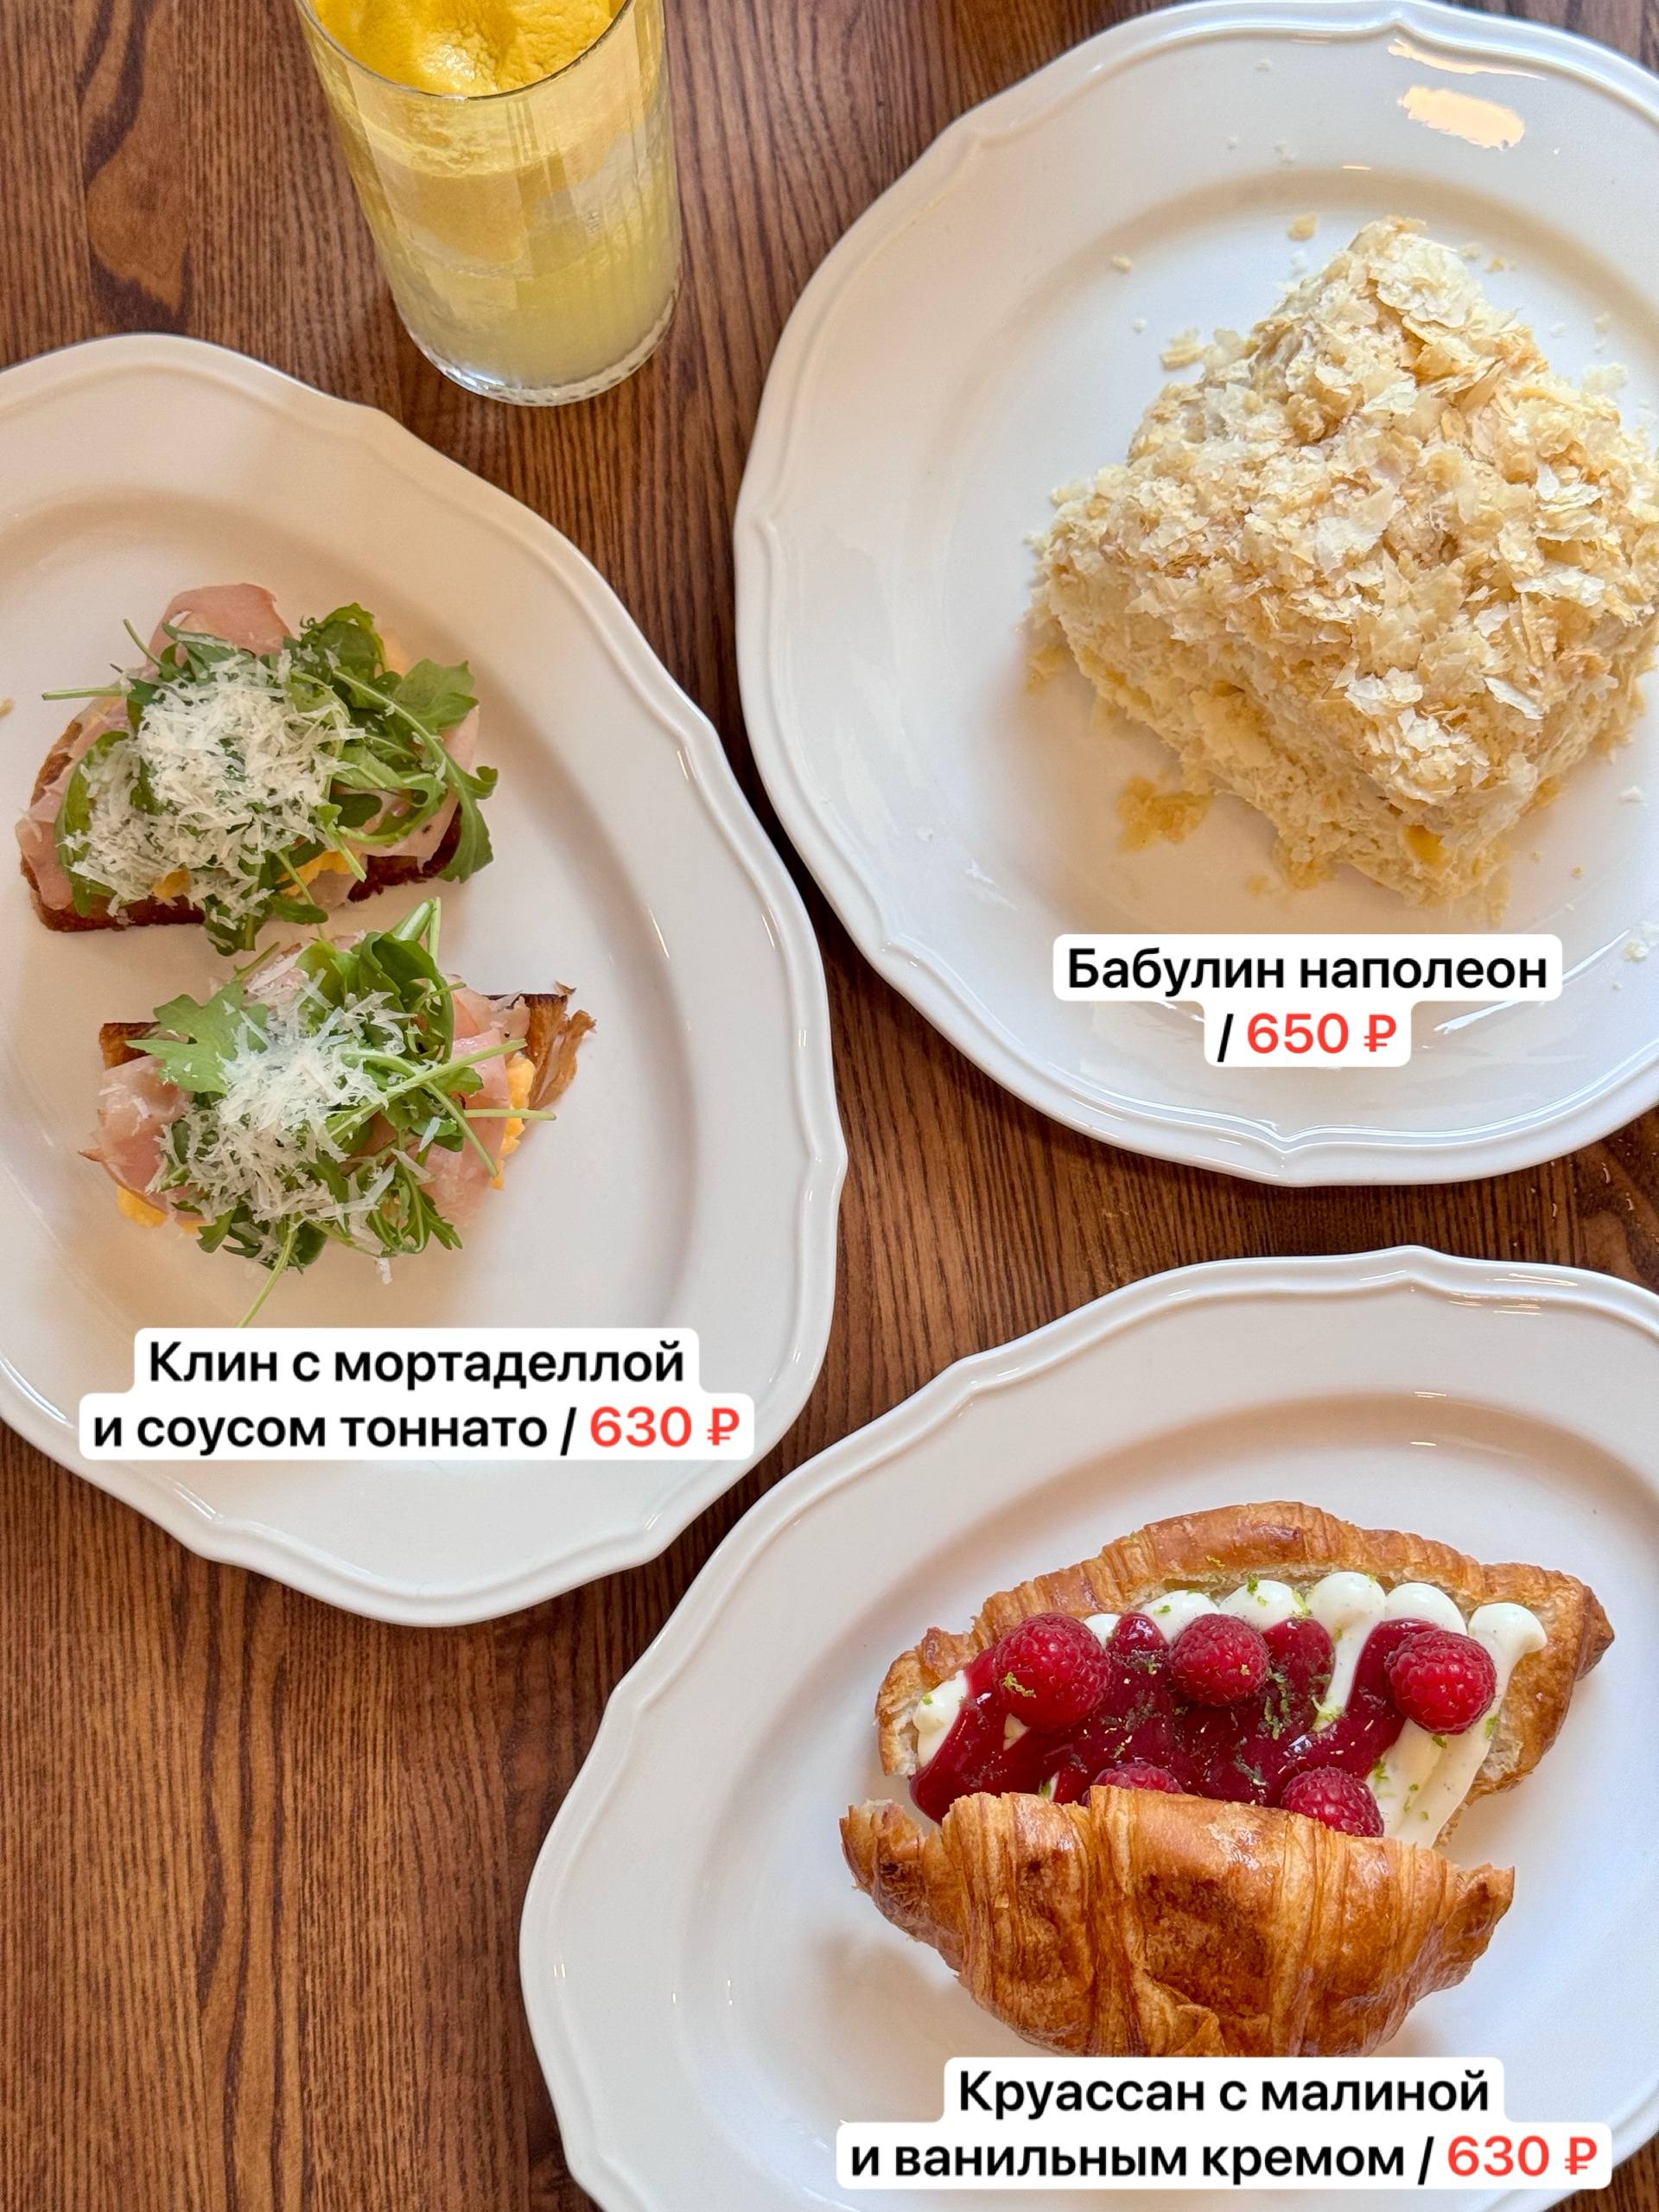 Бабулин наполеон
/ 650 ₽
Клин с мортаделлой
и соусом тоннато / 630 ₽
Круассан с малиной
и ванильным кремом / 630 ₽